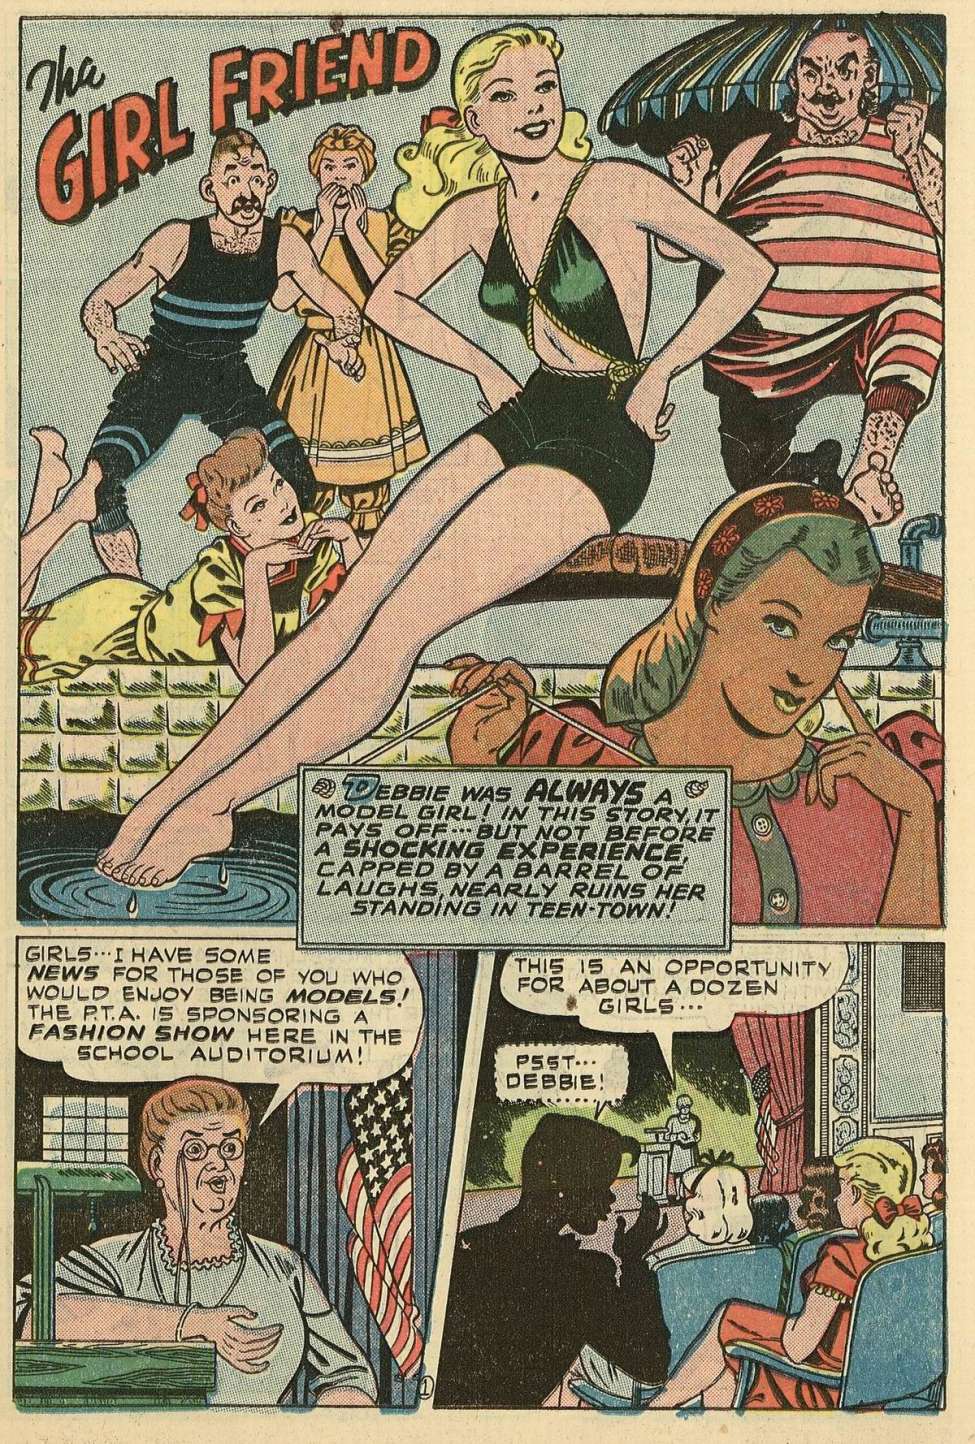 The
GIRL FRIEND
DEBBIE WAS ALWAYS A
MODEL GIRL! IN THIS STORY, IT
PAYS OFF... BUT NOT BEFORE
A SHOCKING EXPERIENCE,
CAPPED BY A BARREL OF
LAUGHS, NEARLY RUINS HER
STANDING IN TEEN-TOWN!
GIRLS... I HAVE SOME
NEWS FOR THOSE OF YOU WHO
WOULD ENJOY BEING MODELS!
THE P.T.A. IS SPONSORING A
FASHION SHOW HERE IN THE
SCHOOL AUDITORIUM!
1
THIS IS AN OPPORTUNITY
FOR ABOUT A DOZEN
GIRLS...
PSST...
DEBBIE!